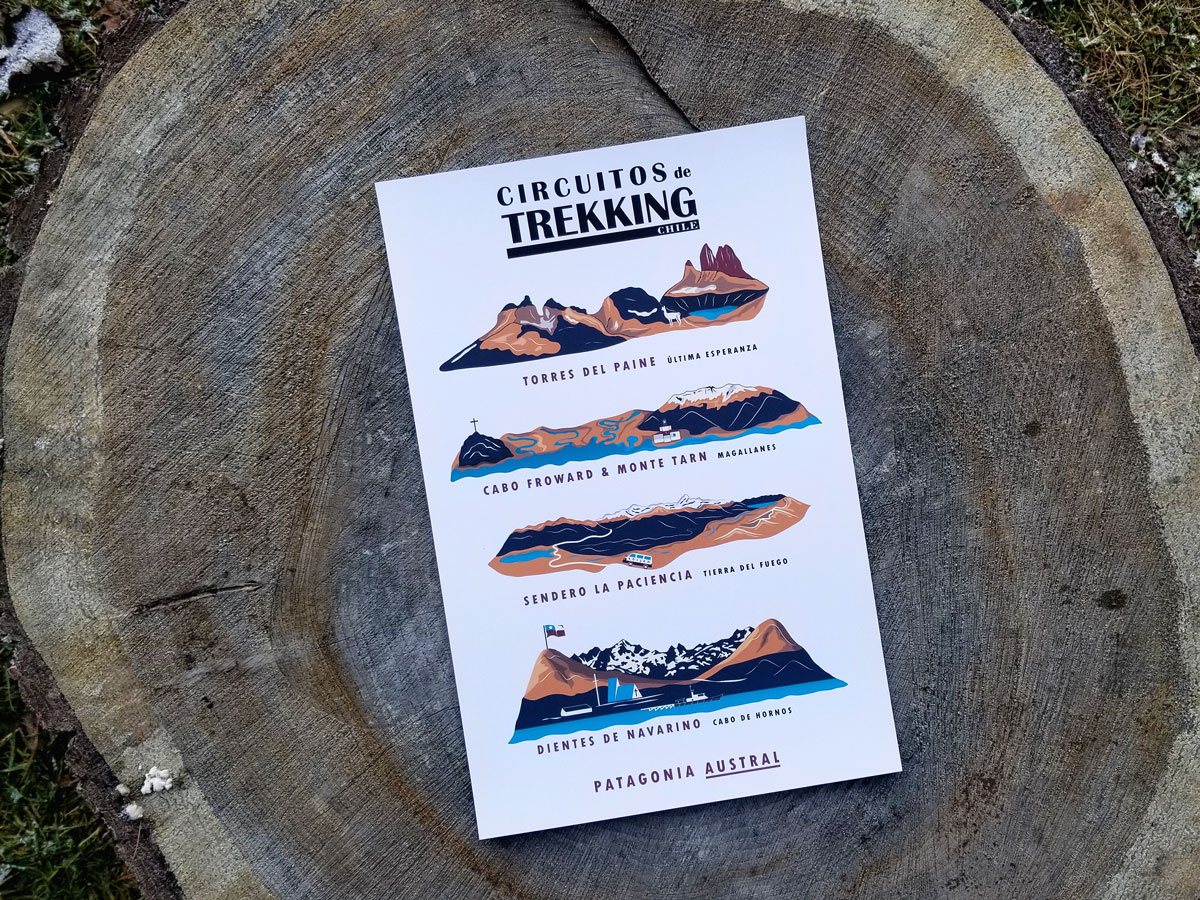 CIRCUITOS de
TREKKING
CHILE
TORRES DEL PAINE ÚLTIMA ESPERANZA
CABO FROWARD & MONTE TARN MAGALLANES
SENDERO LA PACIENCIA TIERRA DEL FUEGO
DIENTES DE NAVARINO CABO DE HORNOS
PATAGONIA AUSTRAL